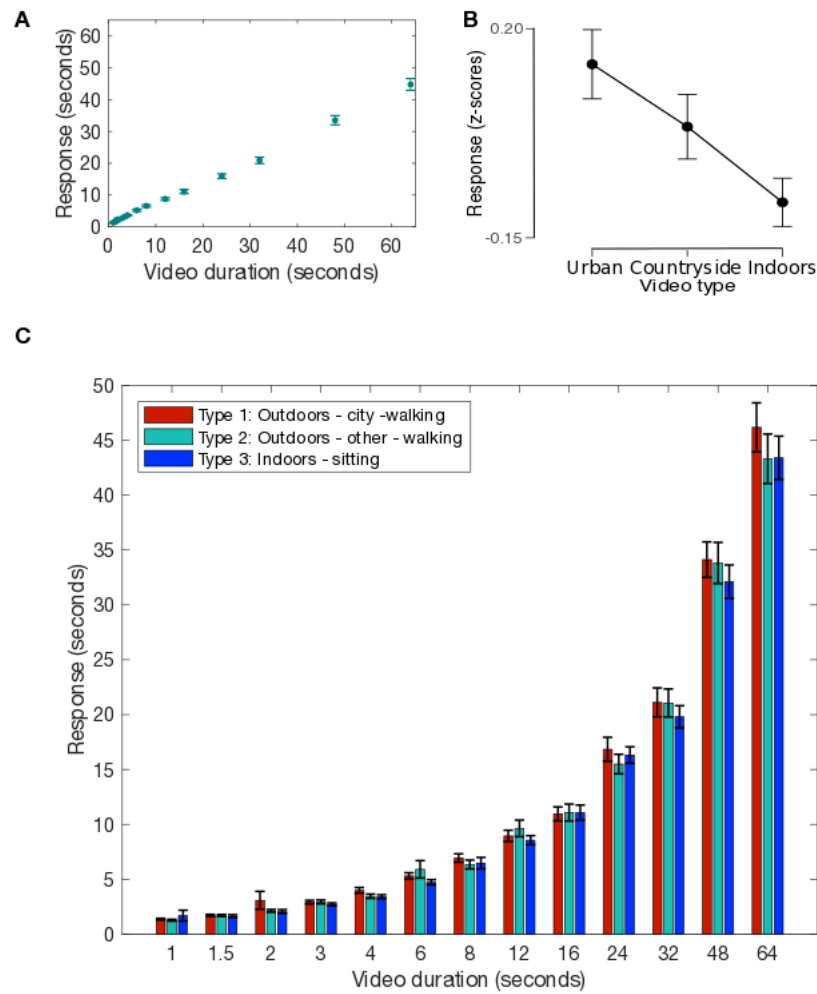 A
60
50
40
30
20
10
0
Response (seconds)
0 10 20 30 40 50 60
Video duration (seconds)
B
0.20
-0.15
Response (z-scores)
Urban Countryside Indoors
Video type
C
50
45
40
35
30
25
20
15
10
5
0
Response (seconds)
Type 1: Outdoors - city -walking
Type 2: Outdoors - other - walking
Type 3: Indoors - sitting
1 1.5 2 3 4 6 8 12 16 24 32 48 64
Video duration (seconds)